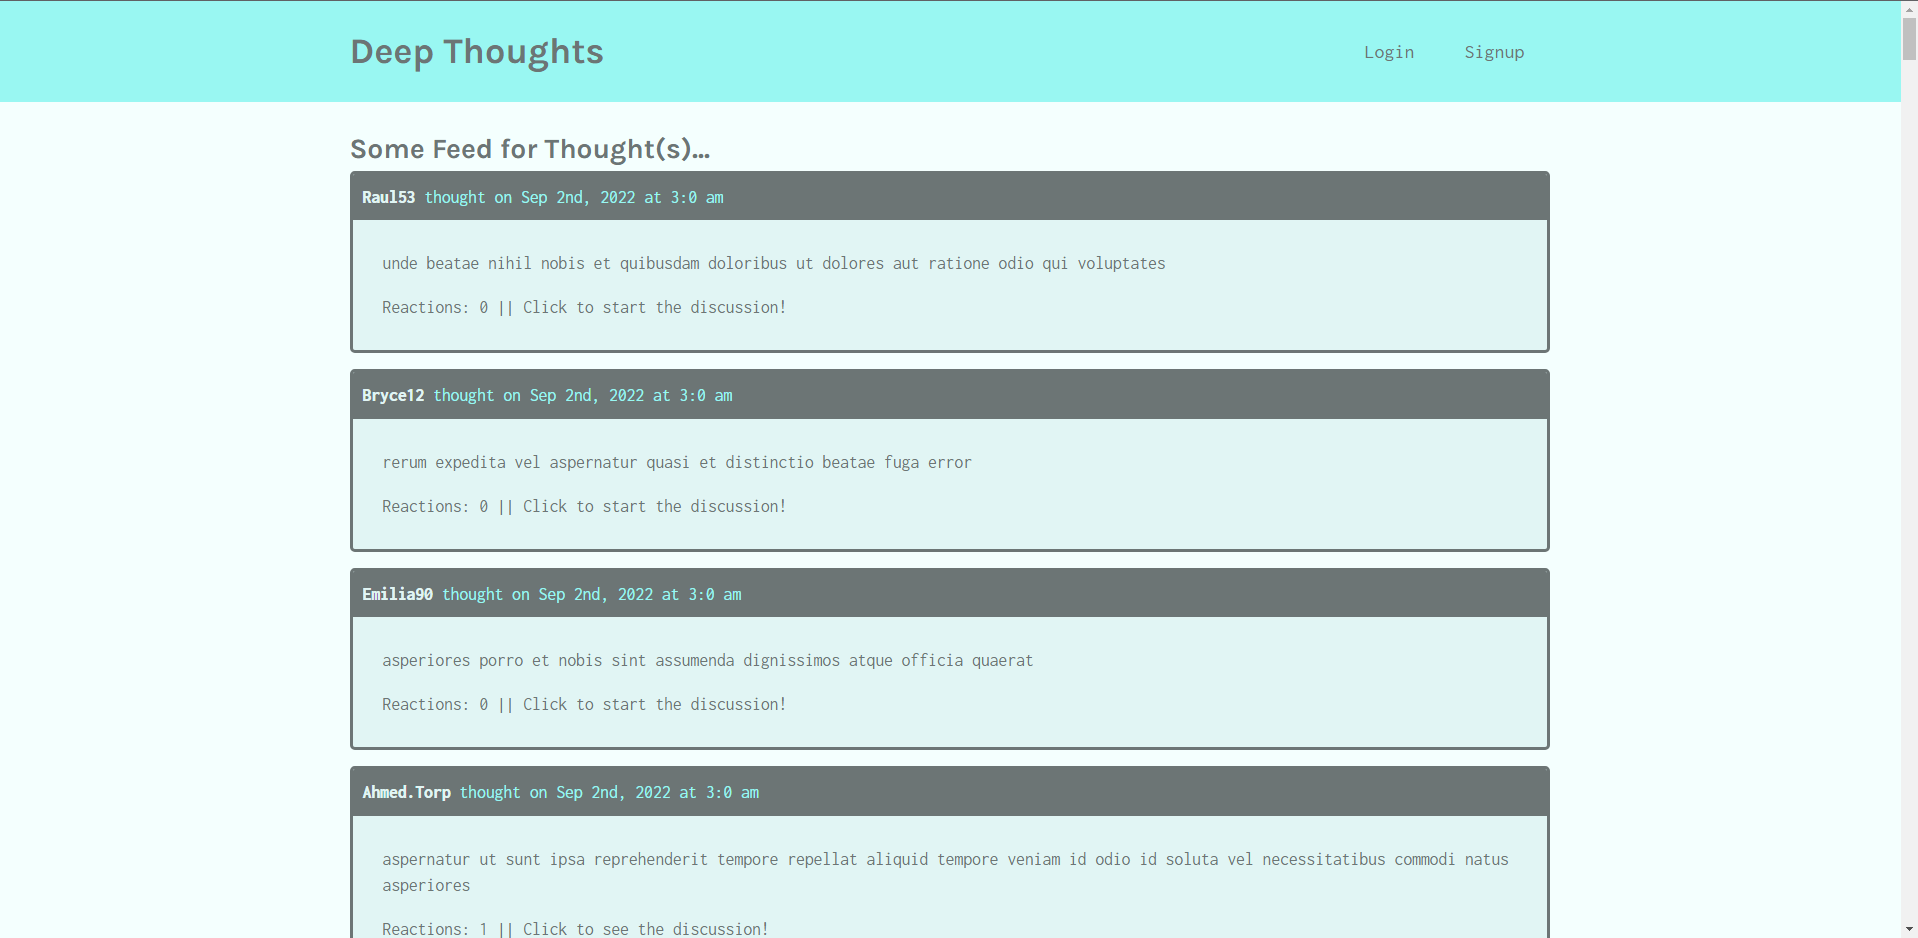 Deep Thoughts
Login
Signup
Some Feed for Thought(s)...
Raul53 thought on Sep 2nd, 2022 at 3:0 am
unde beatae nihil nobis et quibusdam doloribus ut dolores aut ratione odio qui voluptates
Reactions: 0 || Click to start the discussion!
Bryce12 thought on Sep 2nd, 2022 at 3:0 am
rerum expedita vel aspernatur quasi et distinctio beatae fuga error
Reactions: 0 || Click to start the discussion!
Emilia90 thought on Sep 2nd, 2022 at 3:0 am
asperiores porro et nobis sint assumenda dignissimos atque officia quaerat
Reactions: 0 || Click to start the discussion!
Ahmed.Torp thought on Sep 2nd, 2022 at 3:0 am
aspernatur ut sunt ipsa reprehenderit tempore repellat aliquid tempore veniam id odio id soluta vel necessitatibus commodi natus
asperiores
Reactions: 1 || Click to see the discussion!